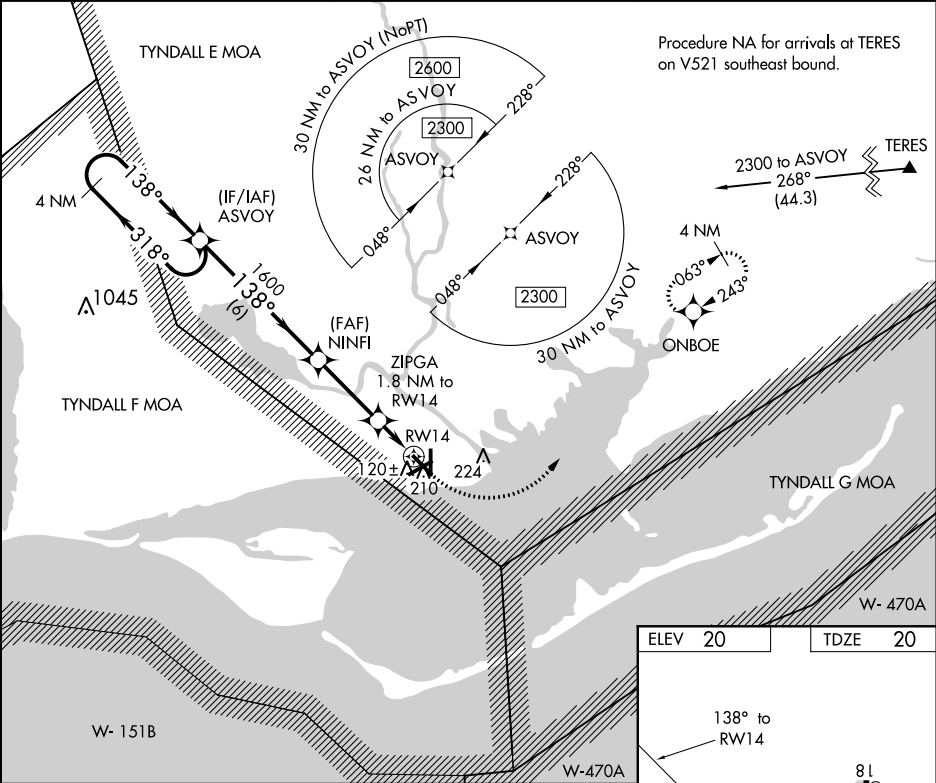 TYNDALL E MOA
30 NM to ASVOY (NoPT)
2600
26 NM to ASVOY
2300
ASVOY
228°
048°
Procedure NA for arrivals at TERES
on V521 southeast bound.
TERES
2300 to ASVOY
268°
(44.3)
4 NM
138°
318°
(IF/IAF)
ASVOY
228°
ASVOY
048°
2300
30 NM to ASVOY
4 NM
063°
243°
ONBOE
1045
1600
138°
(6)
(FAF)
NINFI
ZIPGA
1.8 NM to
RW14
TYNDALL F MOA
RW14
120±
210
224
TYNDALL G MOA
W- 470A
W- 151B
W-470A
ELEV 20
TDZE 20
138° to
RW14
18